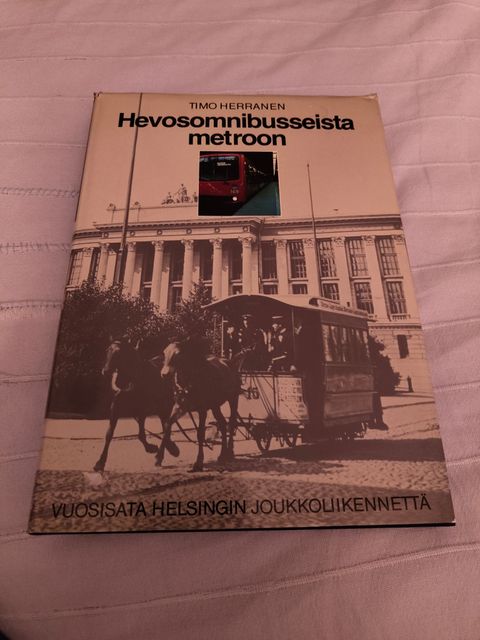 TIMO HERRANEN
Hevosomnibusseista
metroon
VUOSISATA HELSINGIN JOUKKOLIIKENNETTÄ